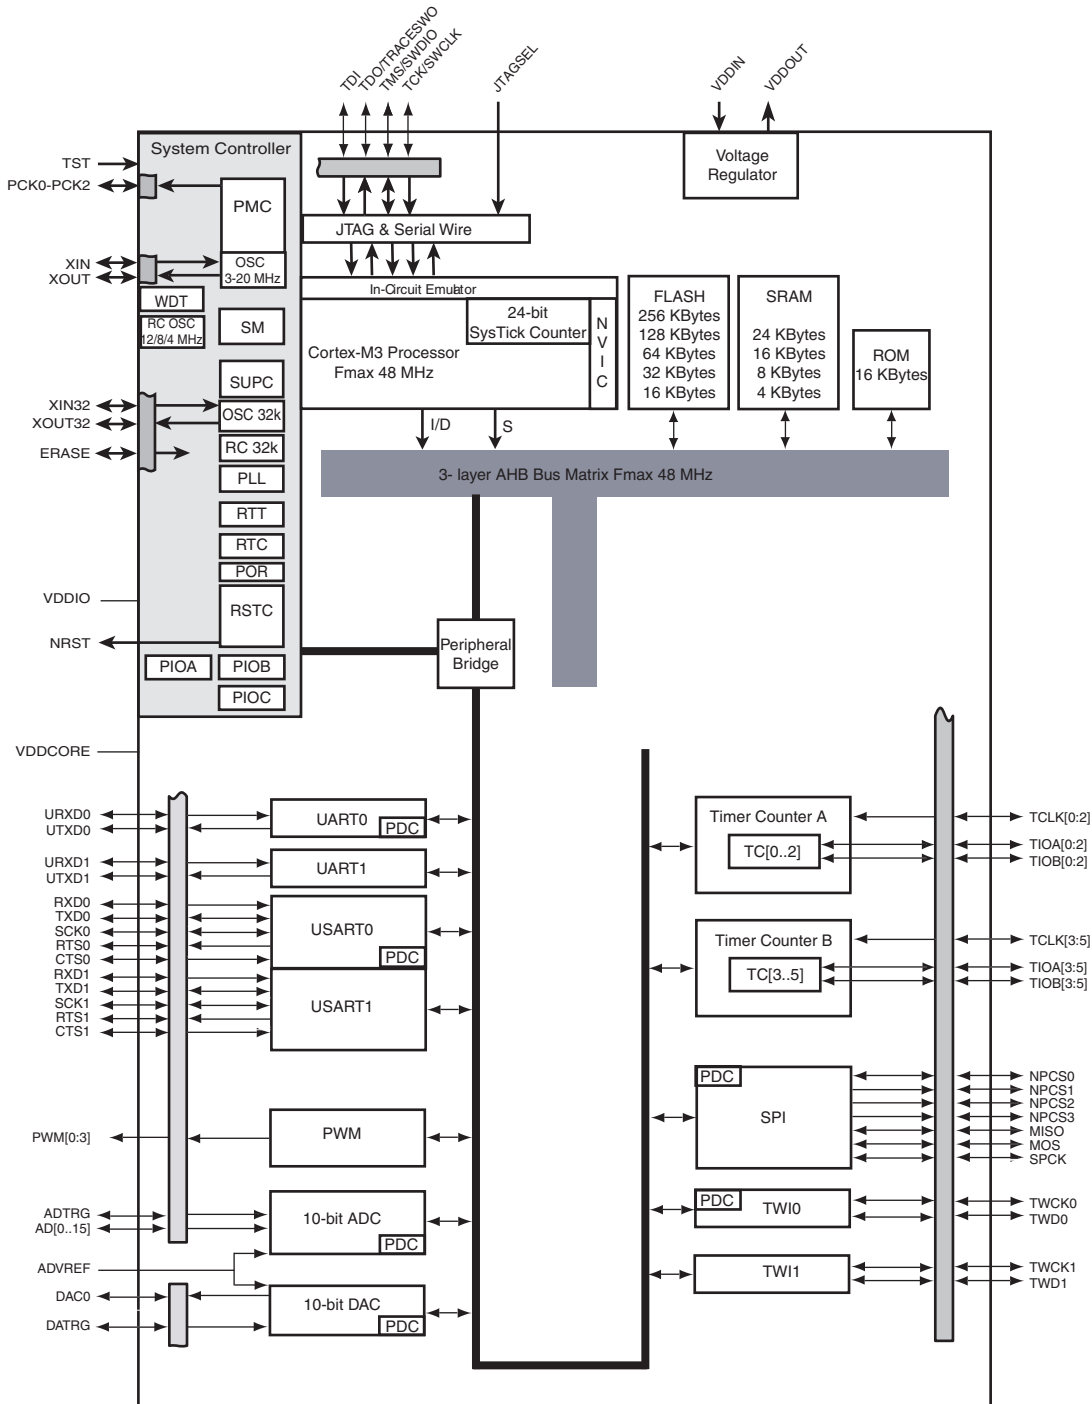 TDI
TDO/TRACESWO
TMS/SWDIO
TCK/SWCLK
JTAGSEL
VDDIN
VDDOUT
System Controller
Voltage
Regulator
TST
PCK0-PCK2
PMC
JTAG & Serial Wire
XIN
XOUT
OSC
3-20 MHz
In-Circuit Emulator
WDT
RC OSC
12/8/4 MHz
SM
24-bit
SysTick Counter
N
V
I
C
Cortex-M3 Processor
Fmax 48 MHz
FLASH
256 KBytes
128 KBytes
64 KBytes
32 KBytes
16 KBytes
SRAM
24 KBytes
16 KBytes
8 KBytes
4 KBytes
ROM
16 KBytes
SUPC
XIN32
XOUT32
OSC 32k
ERASE
RC 32k
I/D
S
3- layer AHB Bus Matrix Fmax 48 MHz
PLL
RTT
RTC
POR
VDDIO
RSTC
NRST
Peripheral
Bridge
PIOA
PIOB
PIOC
VDDCORE
URXD0
UTXD0
UART0
PDC
URXD1
UTXD1
UART1
RXD0
TXD0
SCK0
RTS0
CTS0
USART0
PDC
RXD1
TXD1
SCK1
RTS1
CTS1
USART1
PWM[0:3]
PWM
ADTRG
AD[0..15]
10-bit ADC
PDC
ADVREF
DAC0
DATRG
10-bit DAC
PDC
Timer Counter A
TC[0..2]
TCLK[0:2]
TIOA[0:2]
TIOB[0:2]
Timer Counter B
TC[3..5]
TCLK[3:5]
TIOA[3:5]
TIOB[3:5]
PDC
SPI
NPCS0
NPCS1
NPCS2
NPCS3
MISO
MOS
SPCK
PDC
TWI0
TWCK0
TWD0
TWI1
TWCK1
TWD1